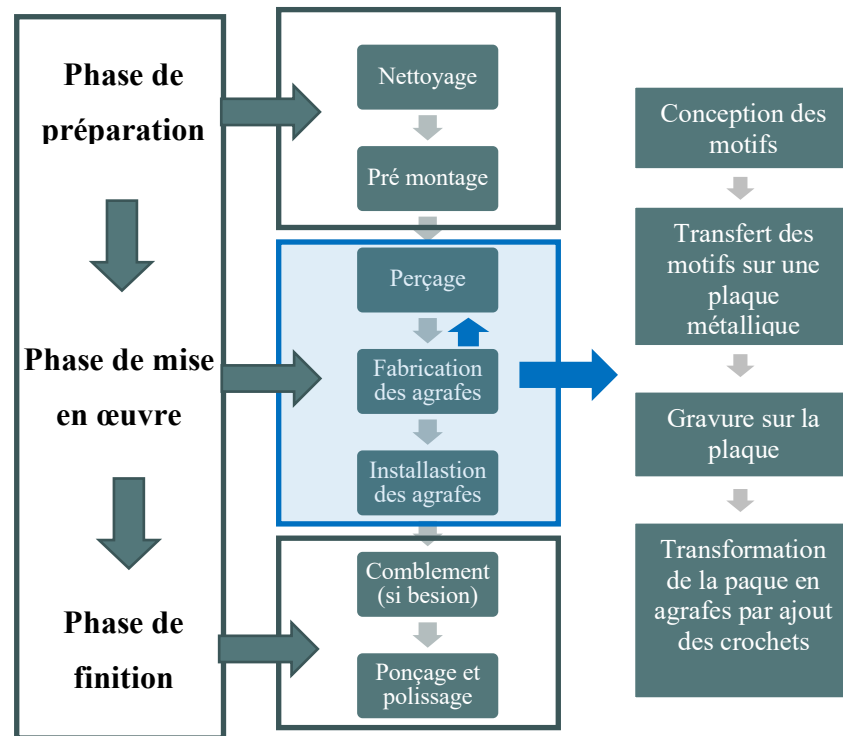 Phase de
préparation
Phase de mise
en œuvre
Phase de
finition
Nettoyage
Pré montage
Perçage
Fabrication
des agrafes
Installastion
des agrafes
Comblement
(si besion)
Ponçage et
polissage
Conception des
motifs
Transfert des
motifs sur une
plaque
métallique
Gravure sur la
plaque
Transformation
de la paque en
agrafes par ajout
des crochets